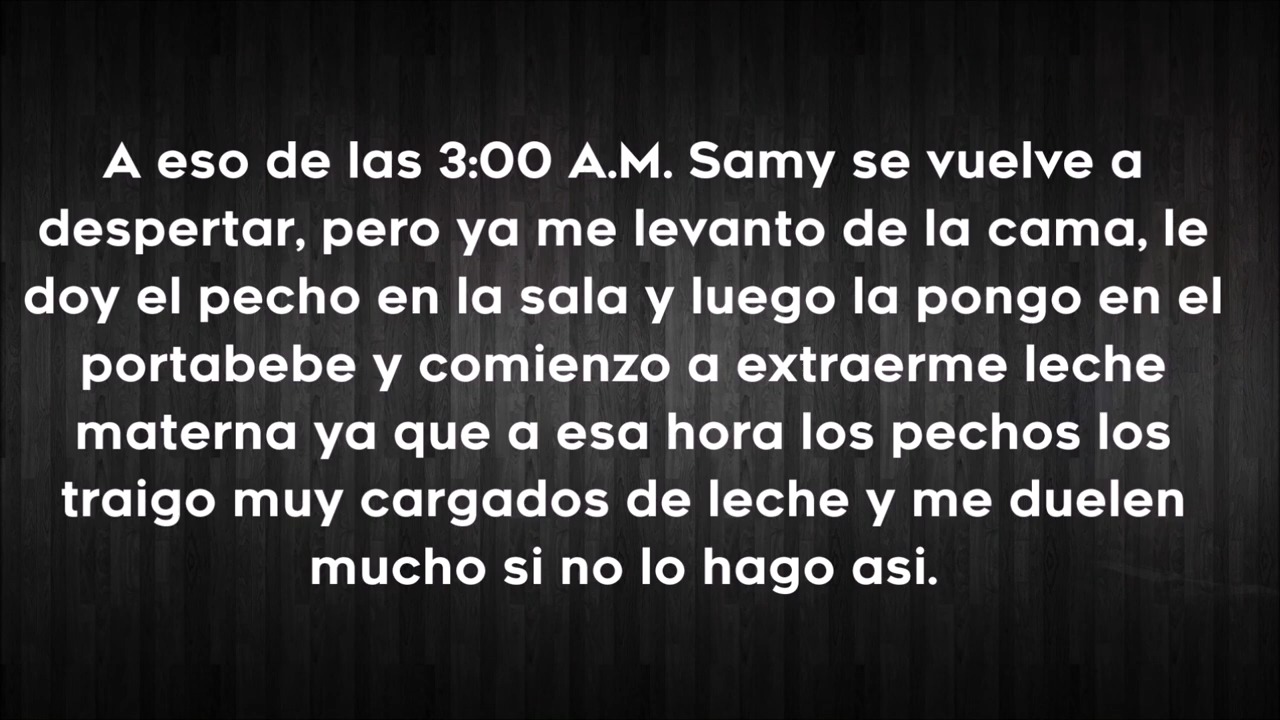 A eso de las 3:00 A.M. Samy se vuelve a
despertar, pero ya me levanto de la cama, le
doy el pecho en la sala y luego la pongo en el
portabebe y comienzo a extraerme leche
materna ya que a esa hora los pechos los
traigo muy cargados de leche y me duelen
mucho si no lo hago asi.